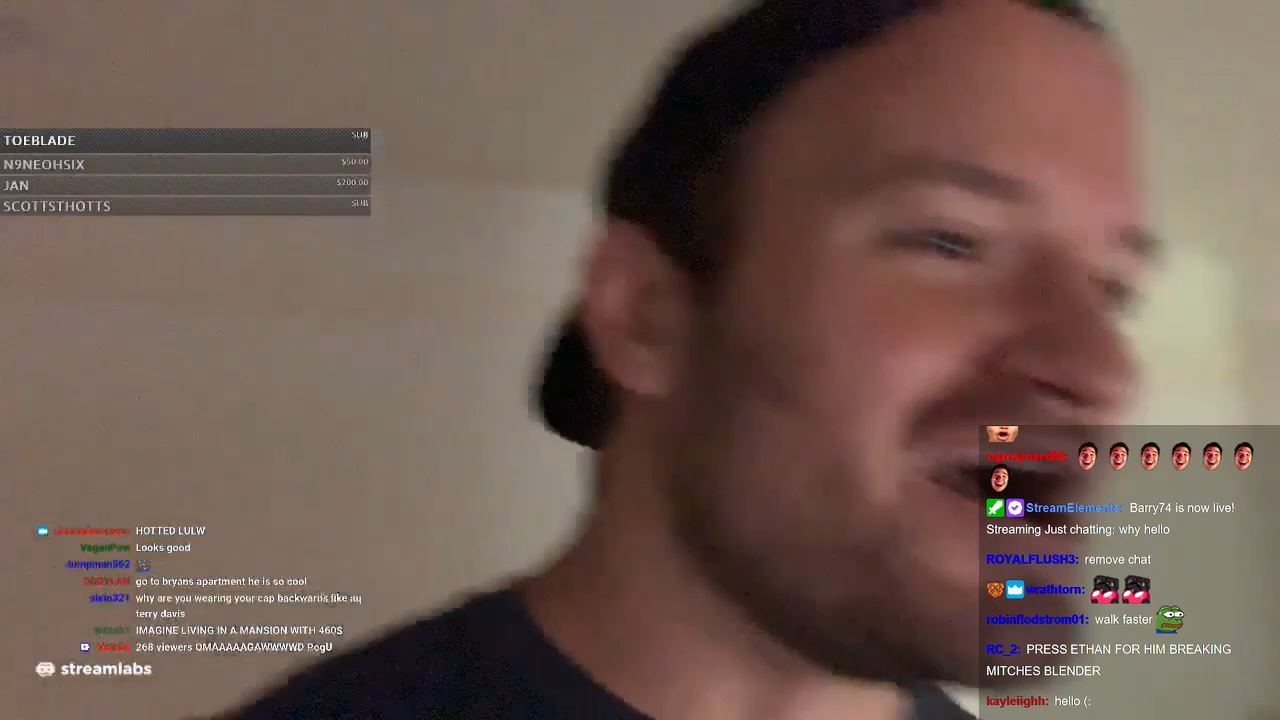 TOEBLADE SUB
N9NEOHSIX $50.00
JAN $200.00
SCOTTSTHOTTS SUB
HOTTED LULW
VeganPow Looks good
go to bryans apartment he is so cool
why are you wearing your cap backwards like
terry davis
IMAGINE LIVING IN A MANSION WITH 460S
268 viewers OMAAAAAGAWWWWD PogU
streamlabs
StreamElements: Barry74 is now live!
Streaming Just chatting: why hello
ROYALFLUSH3: remove chat
wrathtorn:
robinflodstrom01: walk faster
RC_2: PRESS ETHAN FOR HIM BREAKING
MITCHES BLENDER
kayleiighh: hello (: